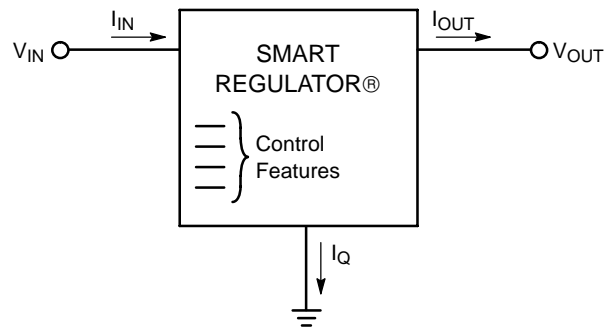 I_IN
I_OUT
V_IN
SMART
REGULATOR®
V_OUT
Control
Features
I_Q